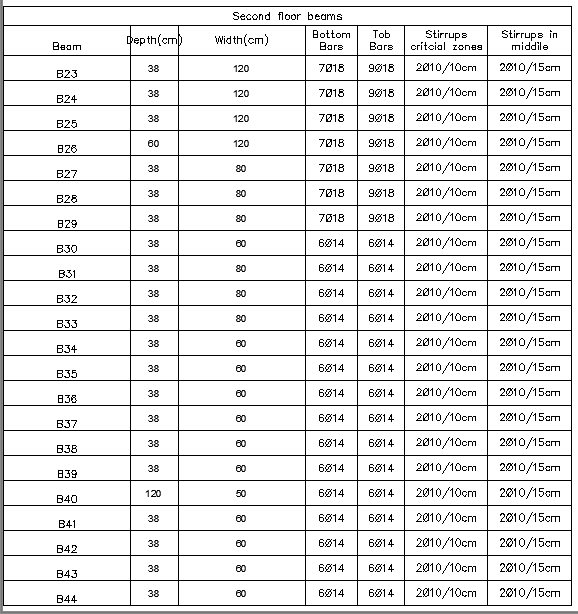 Second floor beams
Beam Depth(cm) Width(cm) Bottom Bars Tob Bars Stirrups critcial zones Stirrups in middile
B23 38 120 7Ø18 9Ø18 2Ø10/10cm 2Ø10/15cm
B24 38 120 7Ø18 9Ø18 2Ø10/10cm 2Ø10/15cm
B25 38 120 7Ø18 9Ø18 2Ø10/10cm 2Ø10/15cm
B26 60 120 7Ø18 9Ø18 2Ø10/10cm 2Ø10/15cm
B27 38 80 7Ø18 9Ø18 2Ø10/10cm 2Ø10/15cm
B28 38 80 7Ø18 9Ø18 2Ø10/10cm 2Ø10/15cm
B29 38 80 7Ø18 9Ø18 2Ø10/10cm 2Ø10/15cm
B30 38 60 6Ø14 6Ø14 2Ø10/10cm 2Ø10/15cm
B31 38 80 6Ø14 6Ø14 2Ø10/10cm 2Ø10/15cm
B32 38 80 6Ø14 6Ø14 2Ø10/10cm 2Ø10/15cm
B33 38 80 6Ø14 6Ø14 2Ø10/10cm 2Ø10/15cm
B34 38 60 6Ø14 6Ø14 2Ø10/10cm 2Ø10/15cm
B35 38 60 6Ø14 6Ø14 2Ø10/10cm 2Ø10/15cm
B36 38 60 6Ø14 6Ø14 2Ø10/10cm 2Ø10/15cm
B37 38 60 6Ø14 6Ø14 2Ø10/10cm 2Ø10/15cm
B38 38 60 6Ø14 6Ø14 2Ø10/10cm 2Ø10/15cm
B39 38 60 6Ø14 6Ø14 2Ø10/10cm 2Ø10/15cm
B40 120 50 6Ø14 6Ø14 2Ø10/10cm 2Ø10/15cm
B41 38 60 6Ø14 6Ø14 2Ø10/10cm 2Ø10/15cm
B42 38 60 6Ø14 6Ø14 2Ø10/10cm 2Ø10/15cm
B43 38 60 6Ø14 6Ø14 2Ø10/10cm 2Ø10/15cm
B44 38 60 6Ø14 6Ø14 2Ø10/10cm 2Ø10/15cm